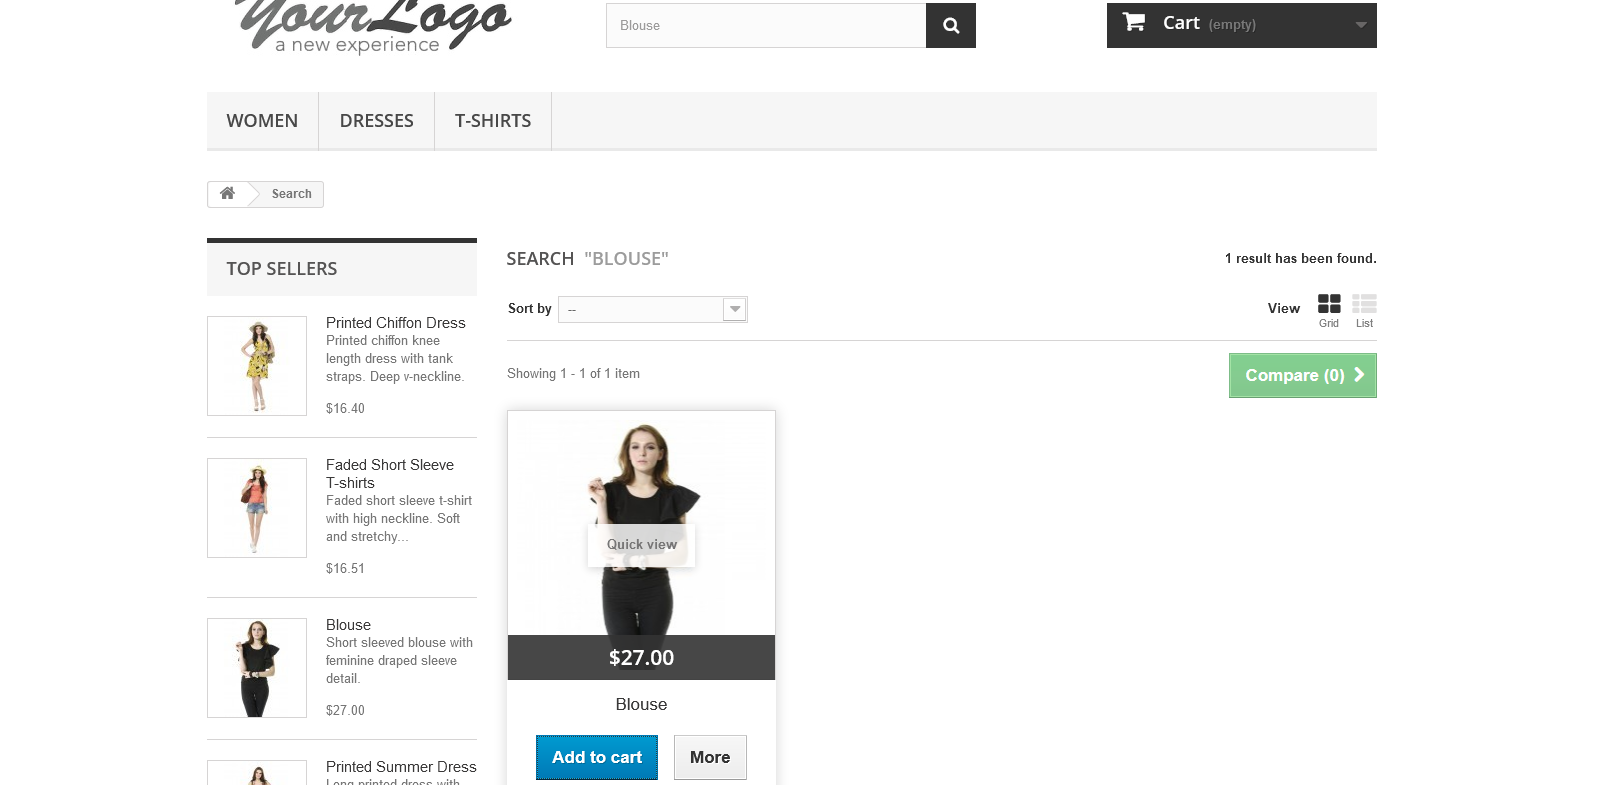 YourLogo
a new experience
Blouse
Cart (empty)
WOMEN
DRESSES
T-SHIRTS
Search
TOP SELLERS
Printed Chiffon Dress
Printed chiffon knee
length dress with tank
straps. Deep v-neckline.
$16.40
Faded Short Sleeve
T-shirts
Faded short sleeve t-shirt
with high neckline. Soft
and stretchy...
$16.51
Blouse
Short sleeved blouse with
feminine draped sleeve
detail.
$27.00
Printed Summer Dress
Long printed dress with
SEARCH "BLOUSE"
1 result has been found.
Sort by --
View
Grid
List
Showing 1 - 1 of 1 item
Compare (0)
Quick view
$27.00
Blouse
Add to cart
More